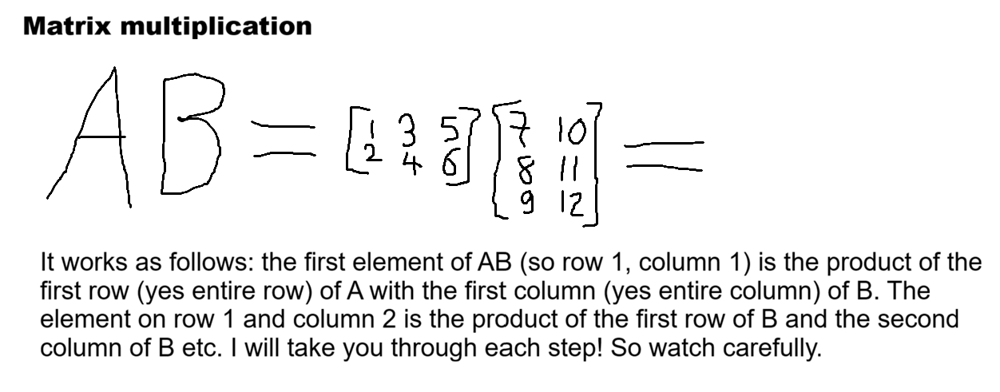 Matrix multiplication
AB = [1 3 5] [7 10] =
2 4 6 8 11
9 12
It works as follows: the first element of AB (so row 1, column 1) is the product of the
first row (yes entire row) of A with the first column (yes entire column) of B. The
element on row 1 and column 2 is the product of the first row of B and the second
column of B etc. I will take you through each step! So watch carefully.